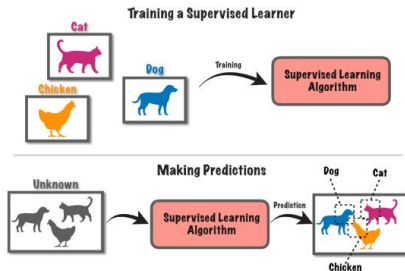 Training a Supervised Learner
Cat
Chicken
Dog
Training
Supervised Learning
Algorithm
Making Predictions
Unknown
Supervised Learning
Algorithm
Prediction
Dog
Cat
Chicken